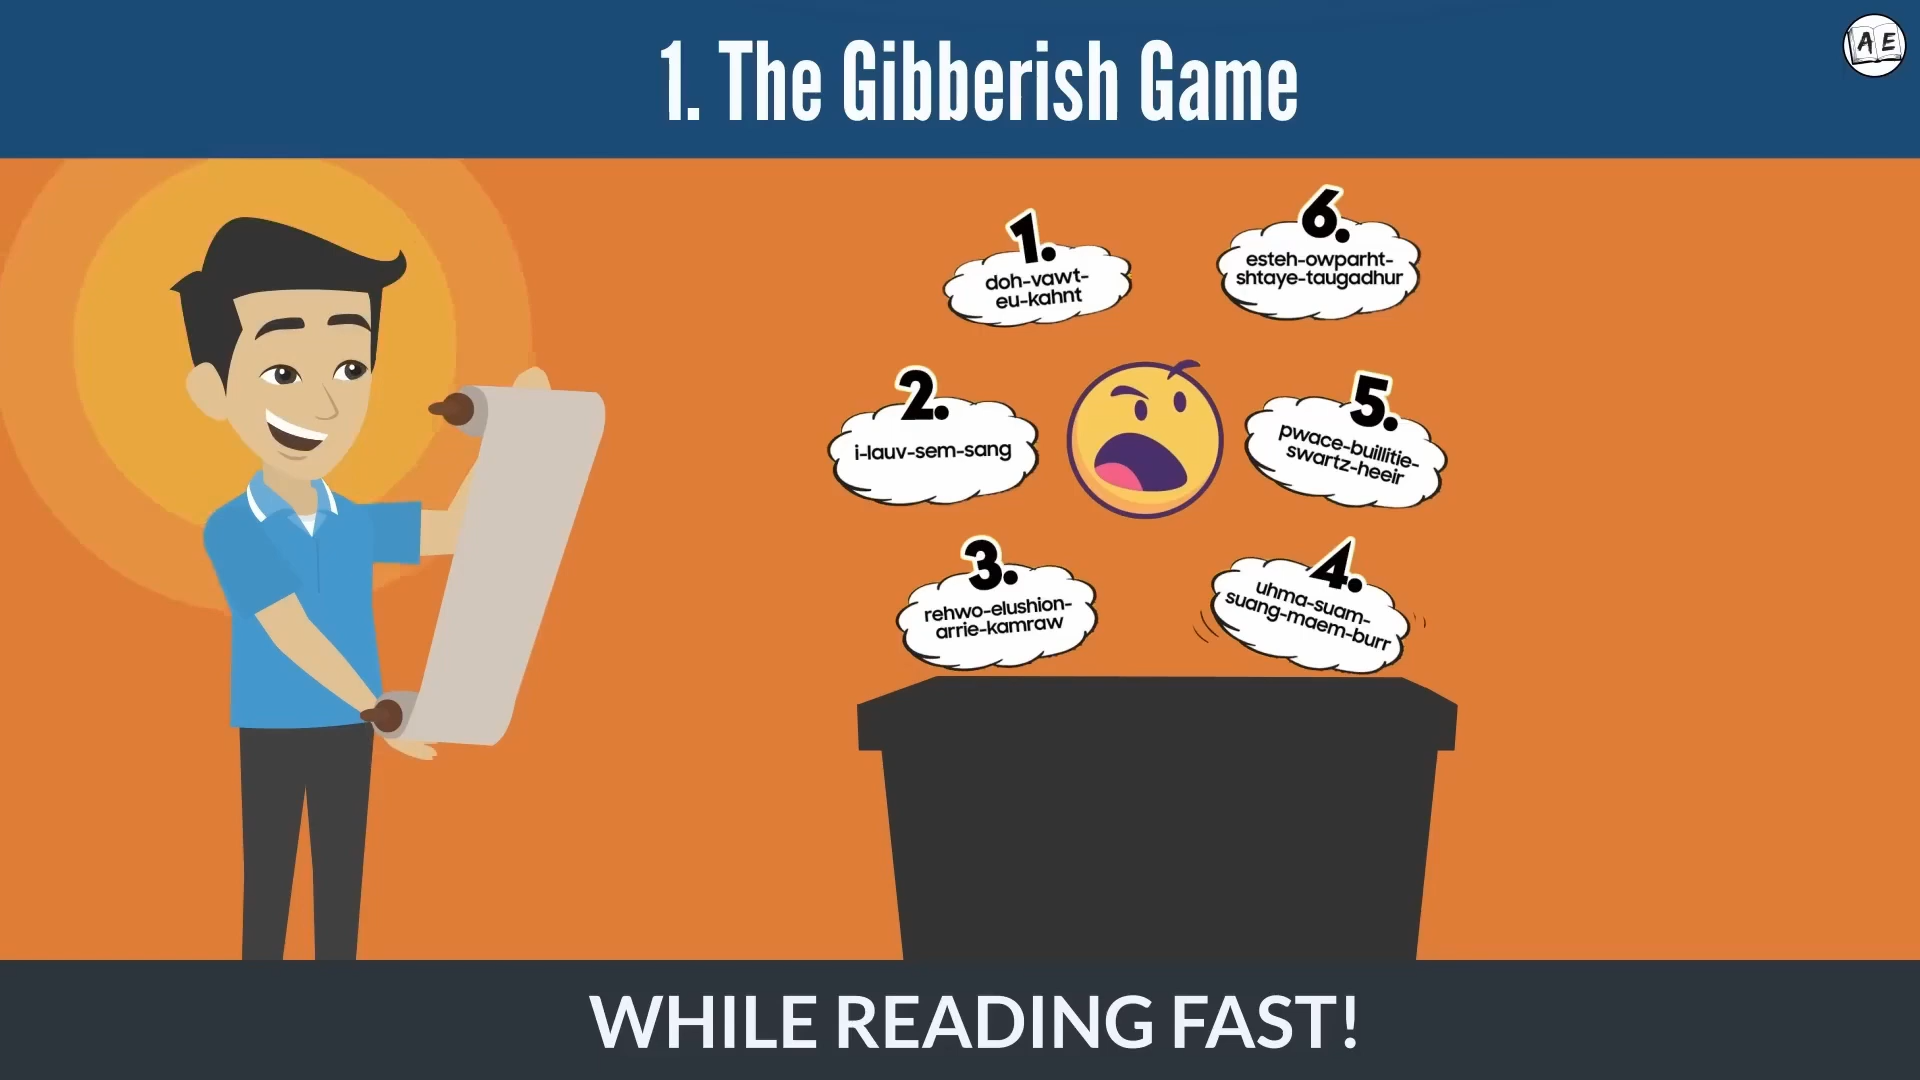 1. The Gibberish Game
A E
1.
doh-vawt-
eu-kahnt
2.
i-lauv-sem-sang
3.
rehwo-elushion-
arrie-kamraw
4.
uhma-suam-
suang-maem-burr
5.
pwace-buillitie-
swartz-heeir
6.
esteh-owparht-
shtaye-taugadhur
WHILE READING FAST!